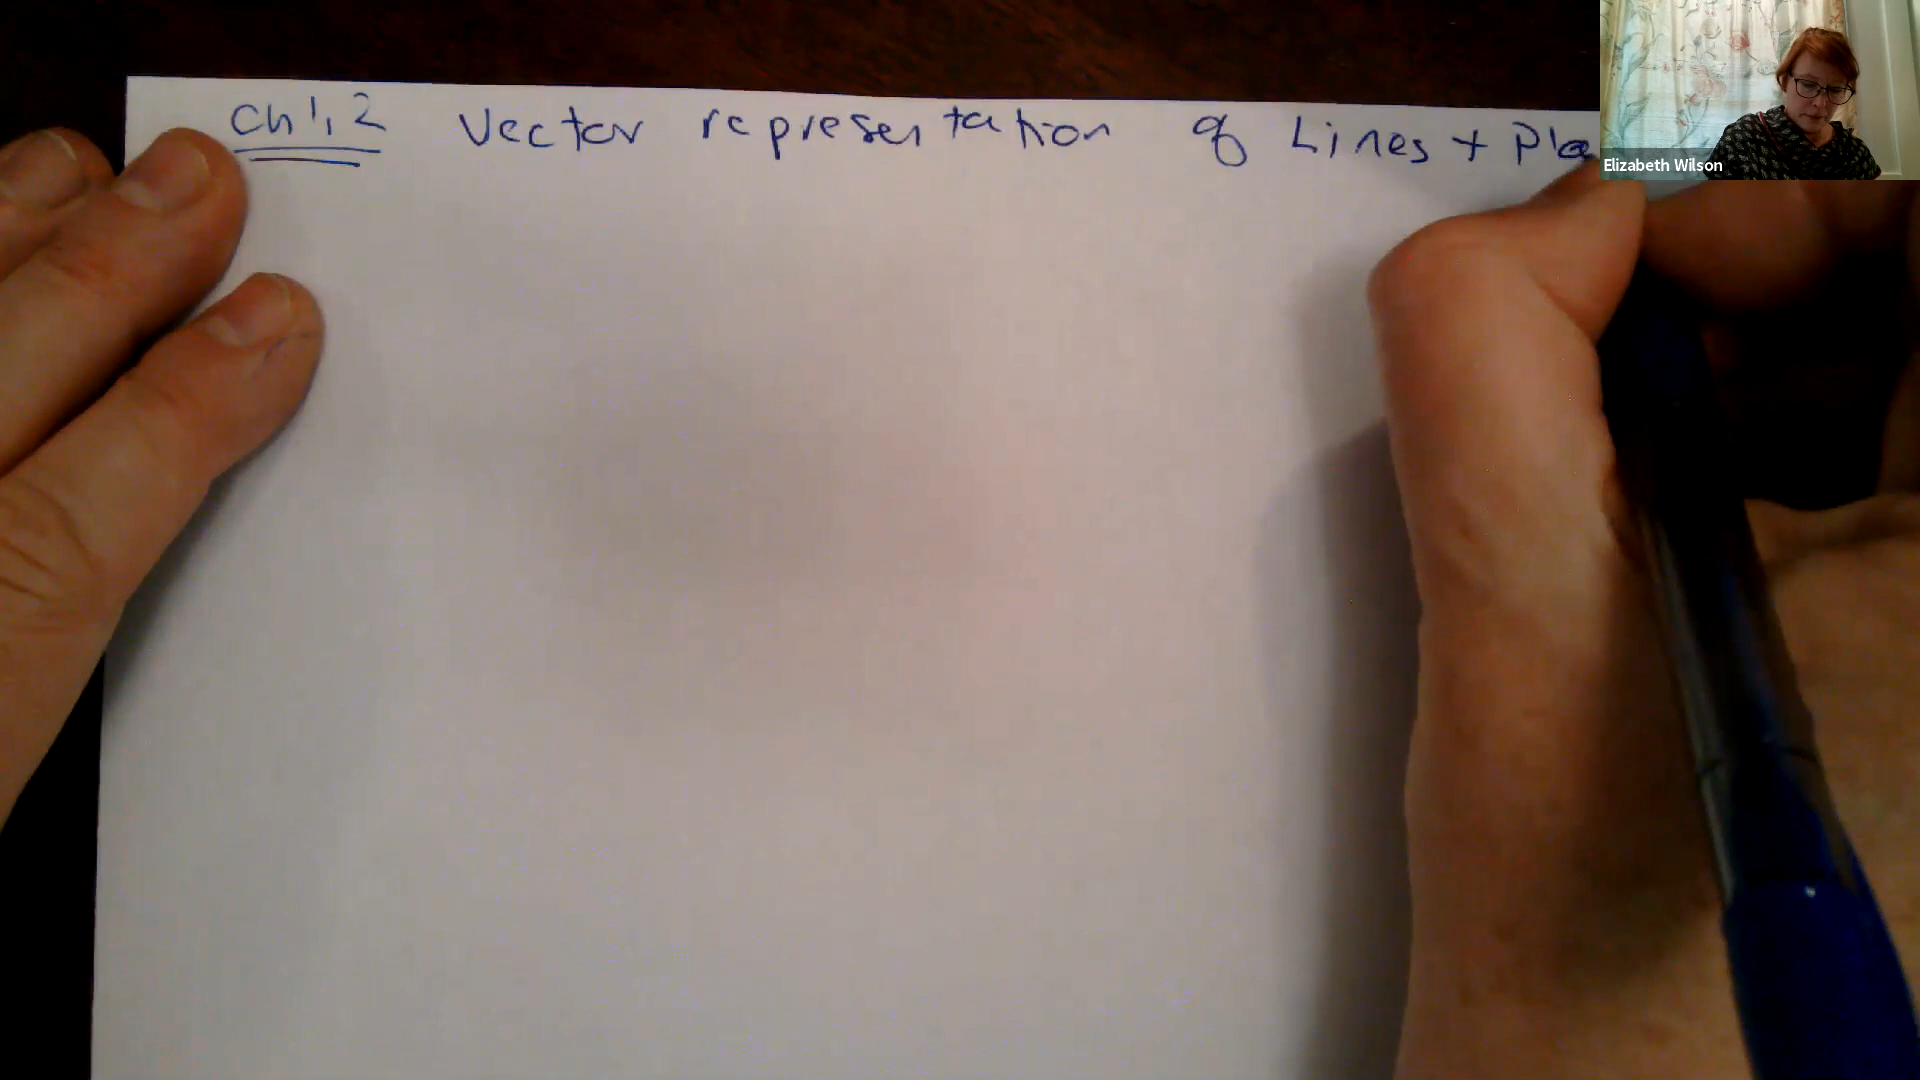 Ch 1,2 Vector representation of Lines + Pla
Elizabeth Wilson